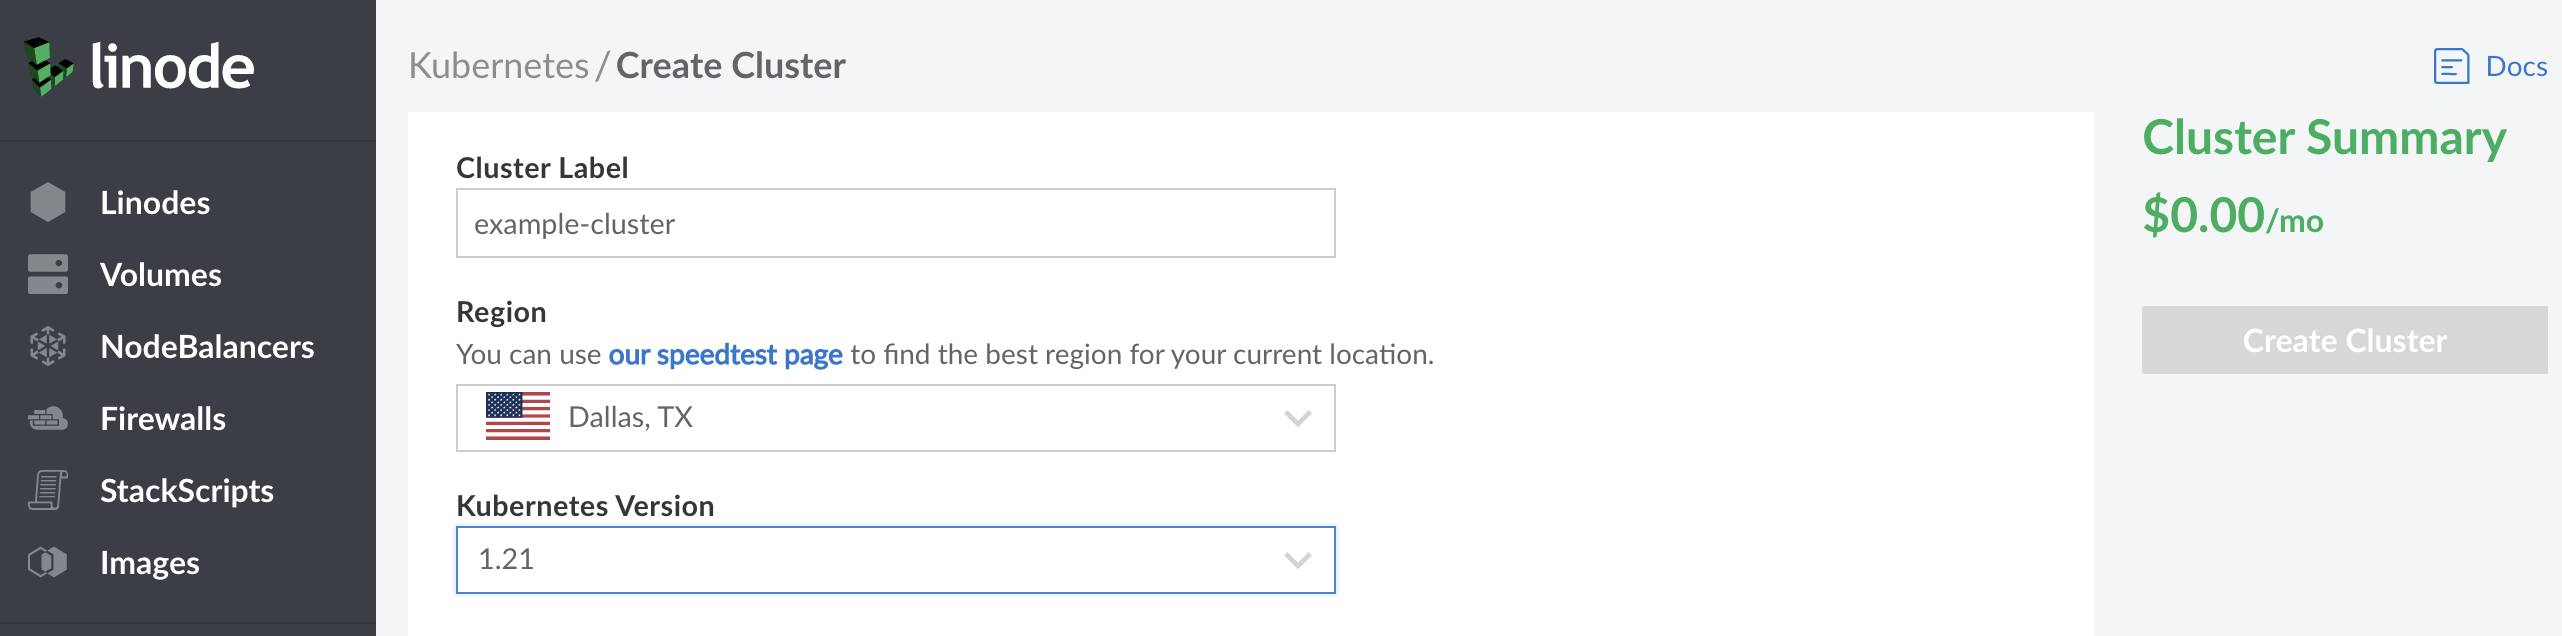 linode
Linodes
Volumes
NodeBalancers
Firewalls
StackScripts
Images
Kubernetes / Create Cluster
Docs
Cluster Label
example-cluster
Region
You can use our speedtest page to find the best region for your current location.
Dallas, TX
Kubernetes Version
1.21
Cluster Summary
$0.00/mo
Create Cluster